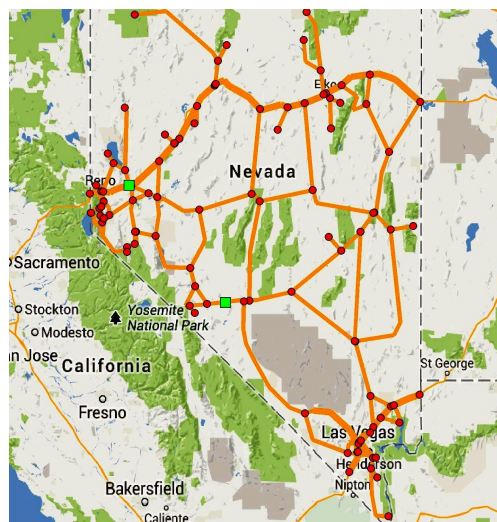 Elko
Nevada
Reno
Sacramento
Yosemite
National Park
Stockton
Modesto
an Jose
California
St George
Fresno
Las Vegas
Henderson
Nipton
Bakersfield
Caliente